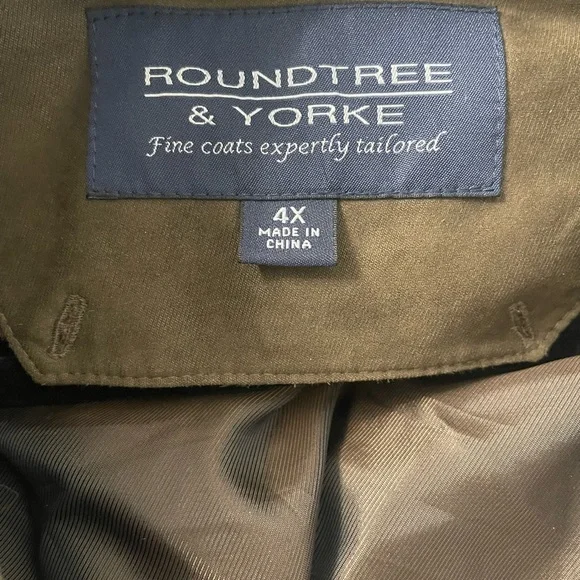 ROUNDTREE
& YORKE
Fine coats expertly tailored
4X
MADE IN
CHINA